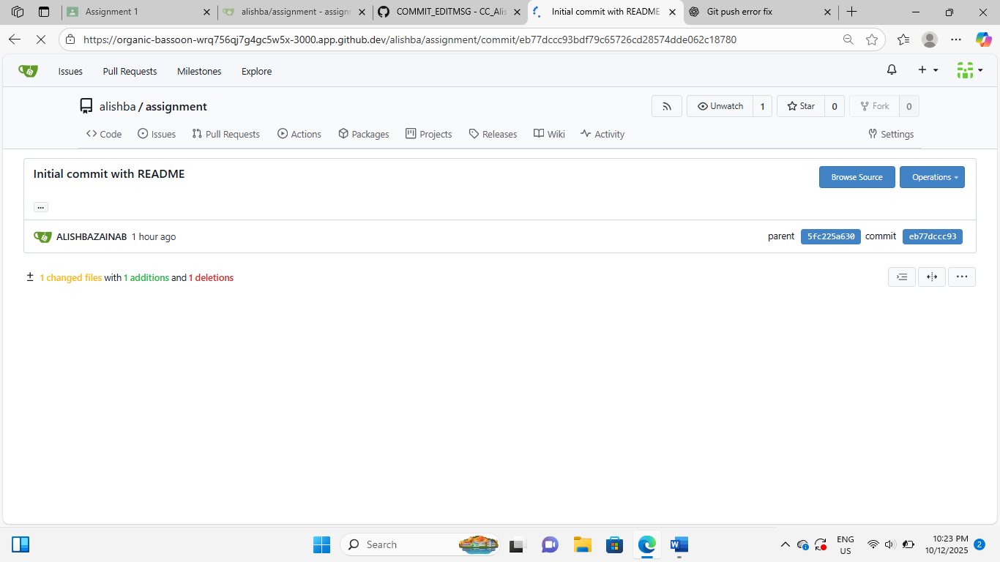 Assignment 1
alishba/assignment - assignm
COMMIT_EDITMSG - CC_Alis
Initial commit with README
Git push error fix
https://organic-bassoon-wrq756qj7g4gc5w5x-3000.app.github.dev/alishba/assignment/commit/eb77dccc93bdf79c65726cd28574dde062c18780
Issues Pull Requests Milestones Explore
alishba / assignment
Unwatch 1 Star 0 Fork 0
Code Issues Pull Requests Actions Packages Projects Releases Wiki Activity Settings
Initial commit with README
Browse Source Operations
...
ALISHBAZAINAB 1 hour ago
parent 5fc225a630 commit eb77dccc93
1 changed files with 1 additions and 1 deletions
Search
ENG
US
10:23 PM
10/12/2025
2